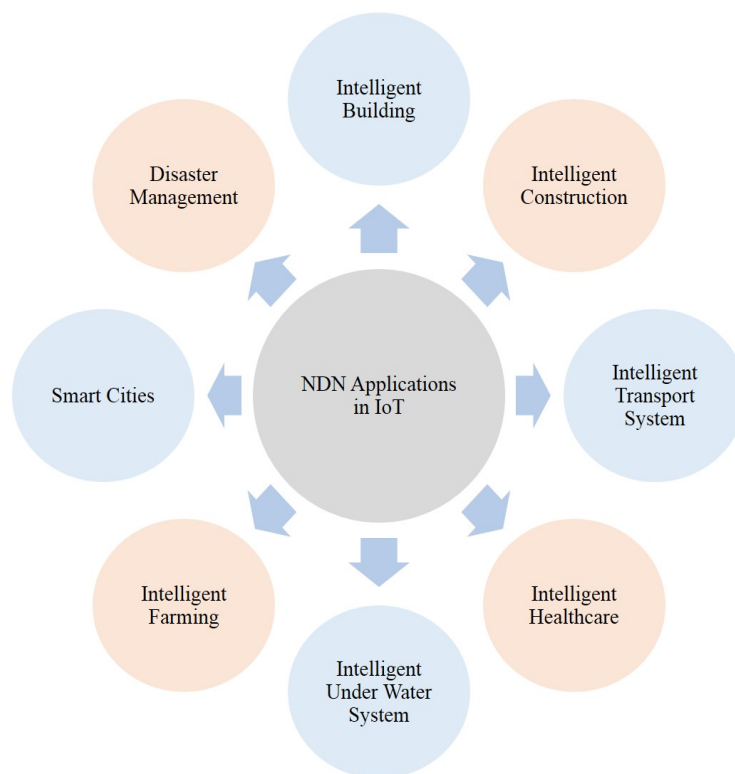 Intelligent
Building
Disaster
Management
Intelligent
Construction
Smart Cities
NDN Applications
in IoT
Intelligent
Transport
System
Intelligent
Farming
Intelligent
Healthcare
Intelligent
Under Water
System